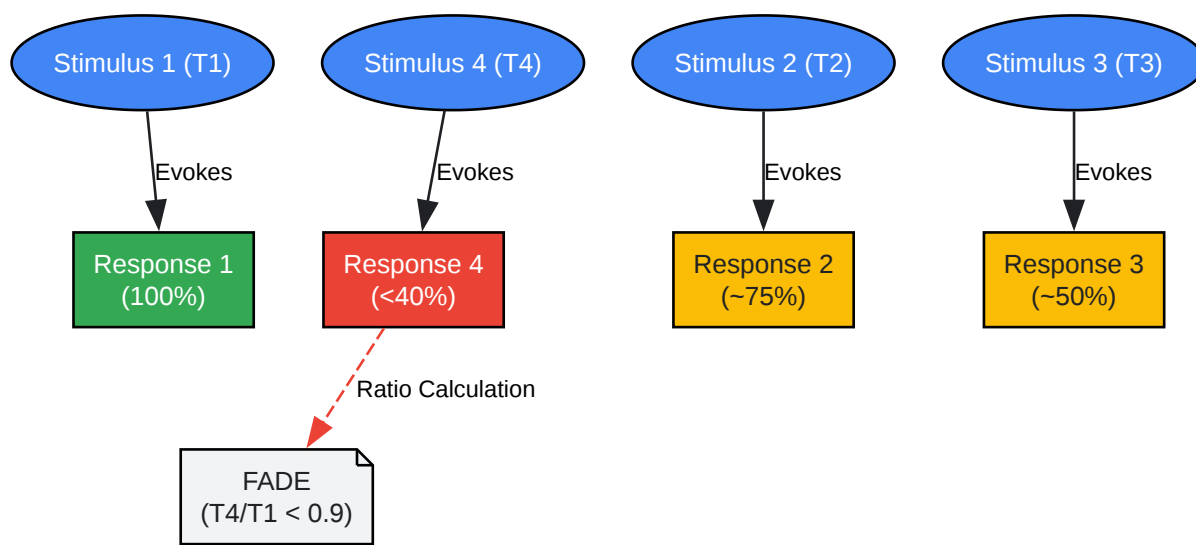 Stimulus 1 (T1)
Stimulus 4 (T4)
Stimulus 2 (T2)
Stimulus 3 (T3)
Evokes
Evokes
Evokes
Evokes
Response 1
(100%)
Response 4
(<40%)
Response 2
(~75%)
Response 3
(~50%)
Ratio Calculation
FADE
(T4/T1 < 0.9)